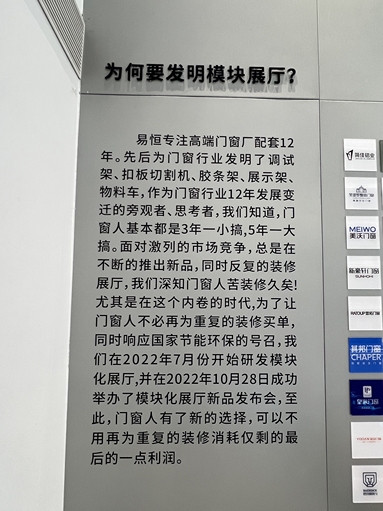 为何要发明模块展厅？
易恒专注高端门窗厂配套12
年。先后为门窗行业发明了调试
架、扣板切割机、胶条架、展示架、
物料车，作为门窗行业12年发展变
迁的旁观者、思考者，我们知道，门
窗人基本都是3年一小搞，5年一大
搞。面对激烈的市场竞争，总是在
不断的推出新品，同时反复的装修
展厅，我们深知门窗人苦装修久矣！
尤其是在这个内卷的时代，为了让
门窗人不必再为重复的装修买单，
同时响应国家节能环保的号召，我
们在2022年7月份开始研发模块
化展厅，并在2022年10月28日成功
举办了模块化展厅新品发布会，至
此，门窗人有了新的选择，可以不
用再为重复的装修消耗仅剩的最
后的一点利润。
MEIWO
美沃门窗
CHAPER